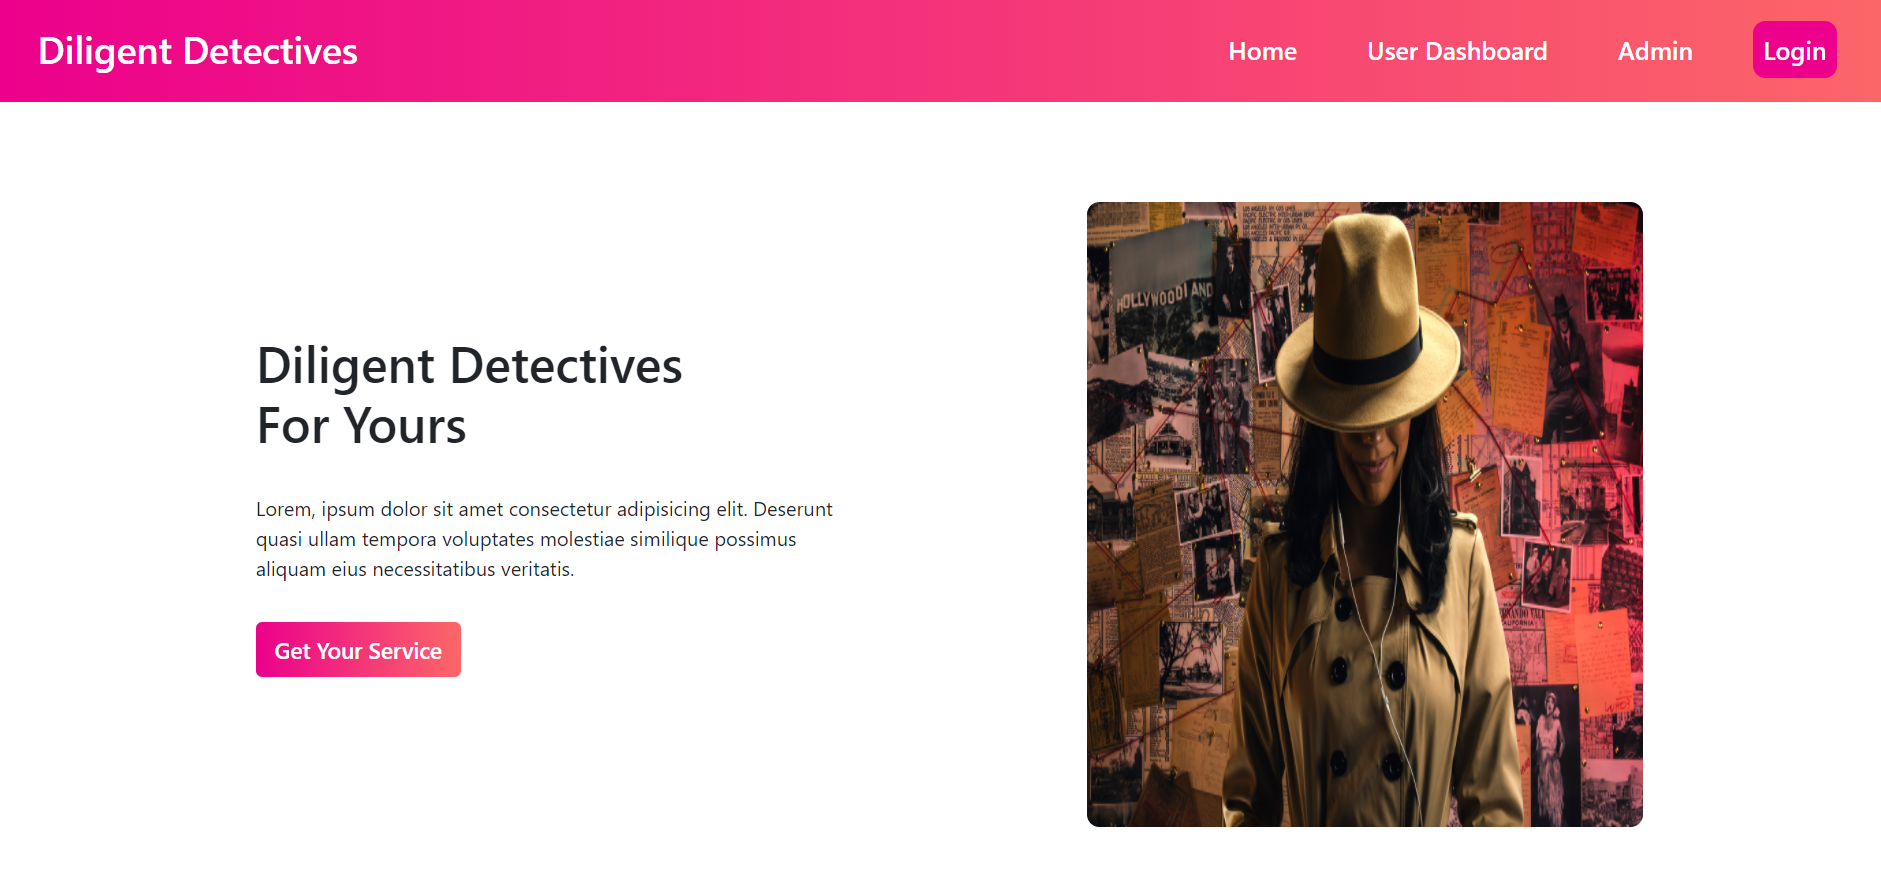 Diligent Detectives
Home
User Dashboard
Admin
Login
Diligent Detectives
For Yours
Lorem, ipsum dolor sit amet consectetur adipisicing elit. Deserunt
quasi ullam tempora voluptates molestiae similique possimus
aliquam eius necessitatibus veritatis.
Get Your Service
HOLLYWOODLAND